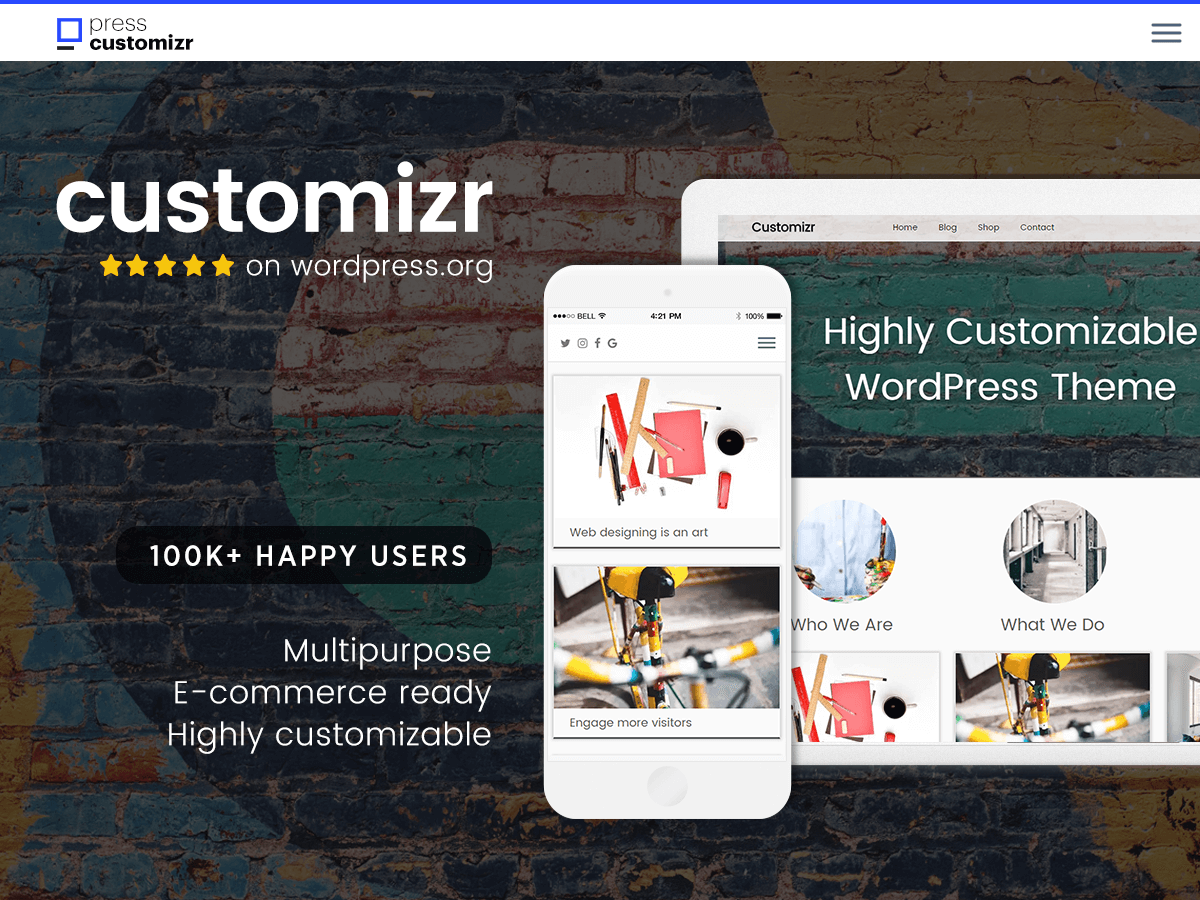 press
customizr
customizr
on wordpress.org
100K+ HAPPY USERS
Multipurpose
E-commerce ready
Highly customizable
BELL
4:21 PM
100%
Web designing is an art
Engage more visitors
Customizr
Home Blog Shop Contact
Highly Customizable
WordPress Theme
Who We Are
What We Do